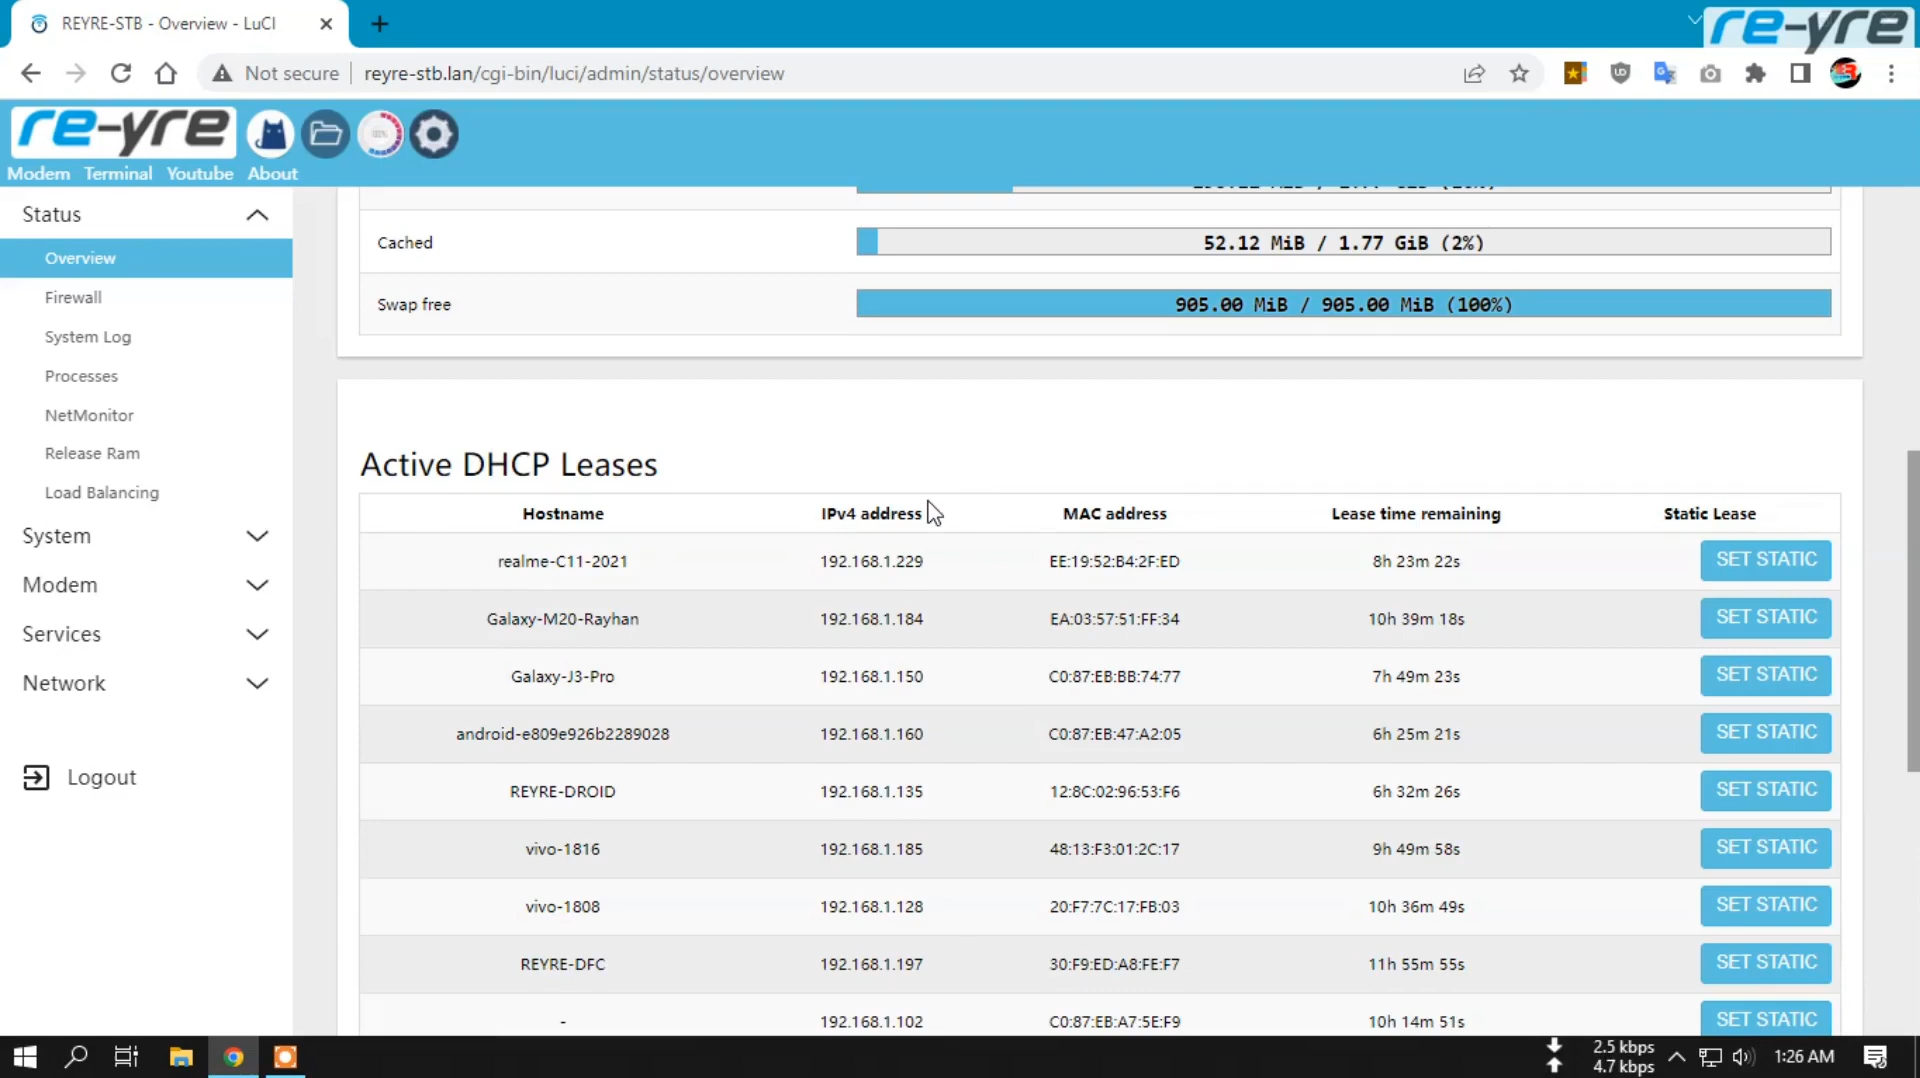 REYRE-STB - Overview - LuCI
re-yre
Not secure
reyre-stb.lan/cgi-bin/luci/admin/status/overview
re-yre
Modem Terminal Youtube About
Status
Overview
Firewall
System Log
Processes
NetMonitor
Release Ram
Load Balancing
System
Modem
Services
Network
Logout
Cached 52.12 MiB / 1.77 GiB (2%)
Swap free 905.00 MiB / 905.00 MiB (100%)
Active DHCP Leases
Hostname IPv4 address MAC address Lease time remaining Static Lease
realme-C11-2021 192.168.1.229 EE:19:52:B4:2F:ED 8h 23m 22s SET STATIC
Galaxy-M20-Rayhan 192.168.1.184 EA:03:57:51:FF:34 10h 39m 18s SET STATIC
Galaxy-J3-Pro 192.168.1.150 C0:87:EB:BB:74:77 7h 49m 23s SET STATIC
android-e809e926b2289028 192.168.1.160 C0:87:EB:47:A2:05 6h 25m 21s SET STATIC
REYRE-DROID 192.168.1.135 12:8C:02:96:53:F6 6h 32m 26s SET STATIC
vivo-1816 192.168.1.185 48:13:F3:01:2C:17 9h 49m 58s SET STATIC
vivo-1808 192.168.1.128 20:F7:7C:17:FB:03 10h 36m 49s SET STATIC
REYRE-DFC 192.168.1.197 30:F9:ED:A8:FE:F7 11h 55m 55s SET STATIC
- 192.168.1.102 C0:87:EB:A7:5E:F9 10h 14m 51s SET STATIC
2.5 kbps
4.7 kbps
1:26 AM